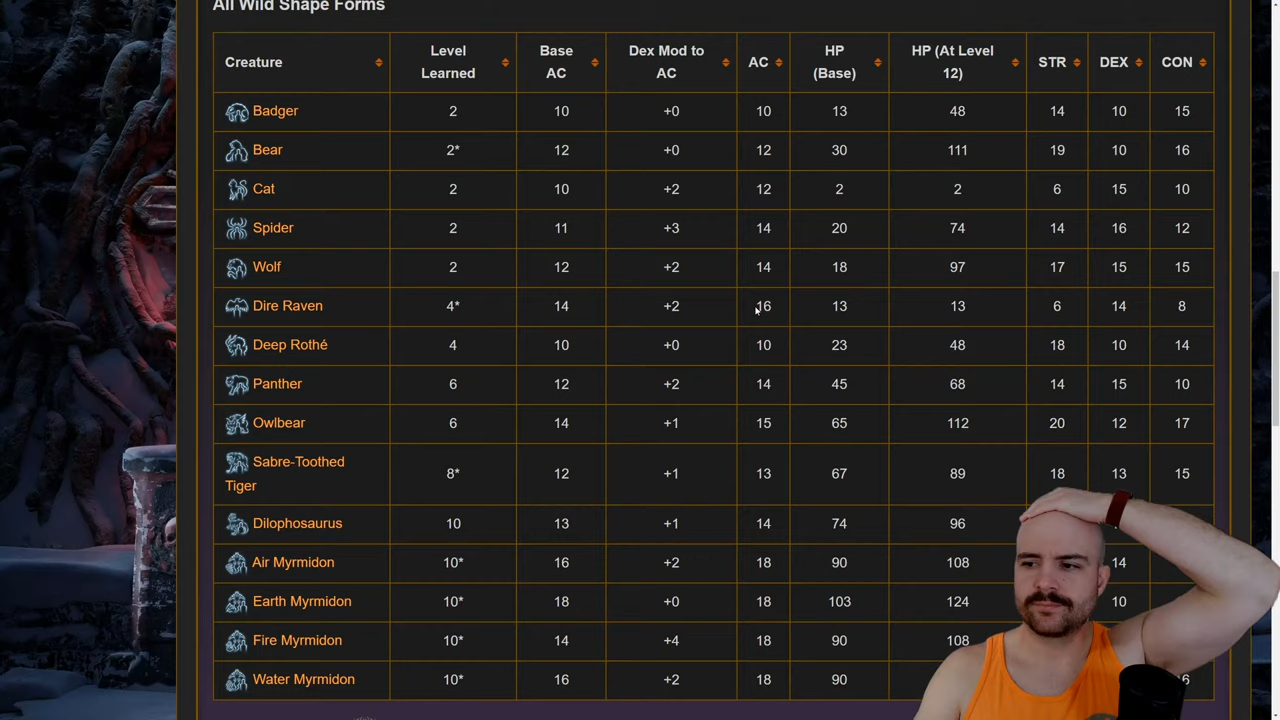 All Wild Shape Forms
Creature Level Learned Base AC Dex Mod to AC AC HP (Base) HP (At Level 12) STR DEX CON
Badger 2 10 +0 10 13 48 14 10 15
Bear 2* 12 +0 12 30 111 19 10 16
Cat 2 10 +2 12 2 2 6 15 10
Spider 2 11 +3 14 20 74 14 16 12
Wolf 2 12 +2 14 18 97 17 15 15
Dire Raven 4* 14 +2 16 13 13 6 14 8
Deep Rothé 4 10 +0 10 23 48 18 10 14
Panther 6 12 +2 14 45 68 14 15 10
Owlbear 6 14 +1 15 65 112 20 12 17
Sabre-Toothed Tiger 8* 12 +1 13 67 89 18 13 15
Dilophosaurus 10 13 +1 14 74 96
Air Myrmidon 10* 16 +2 18 90 108 14
Earth Myrmidon 10* 18 +0 18 103 124 10
Fire Myrmidon 10* 14 +4 18 90 108
Water Myrmidon 10* 16 +2 18 90